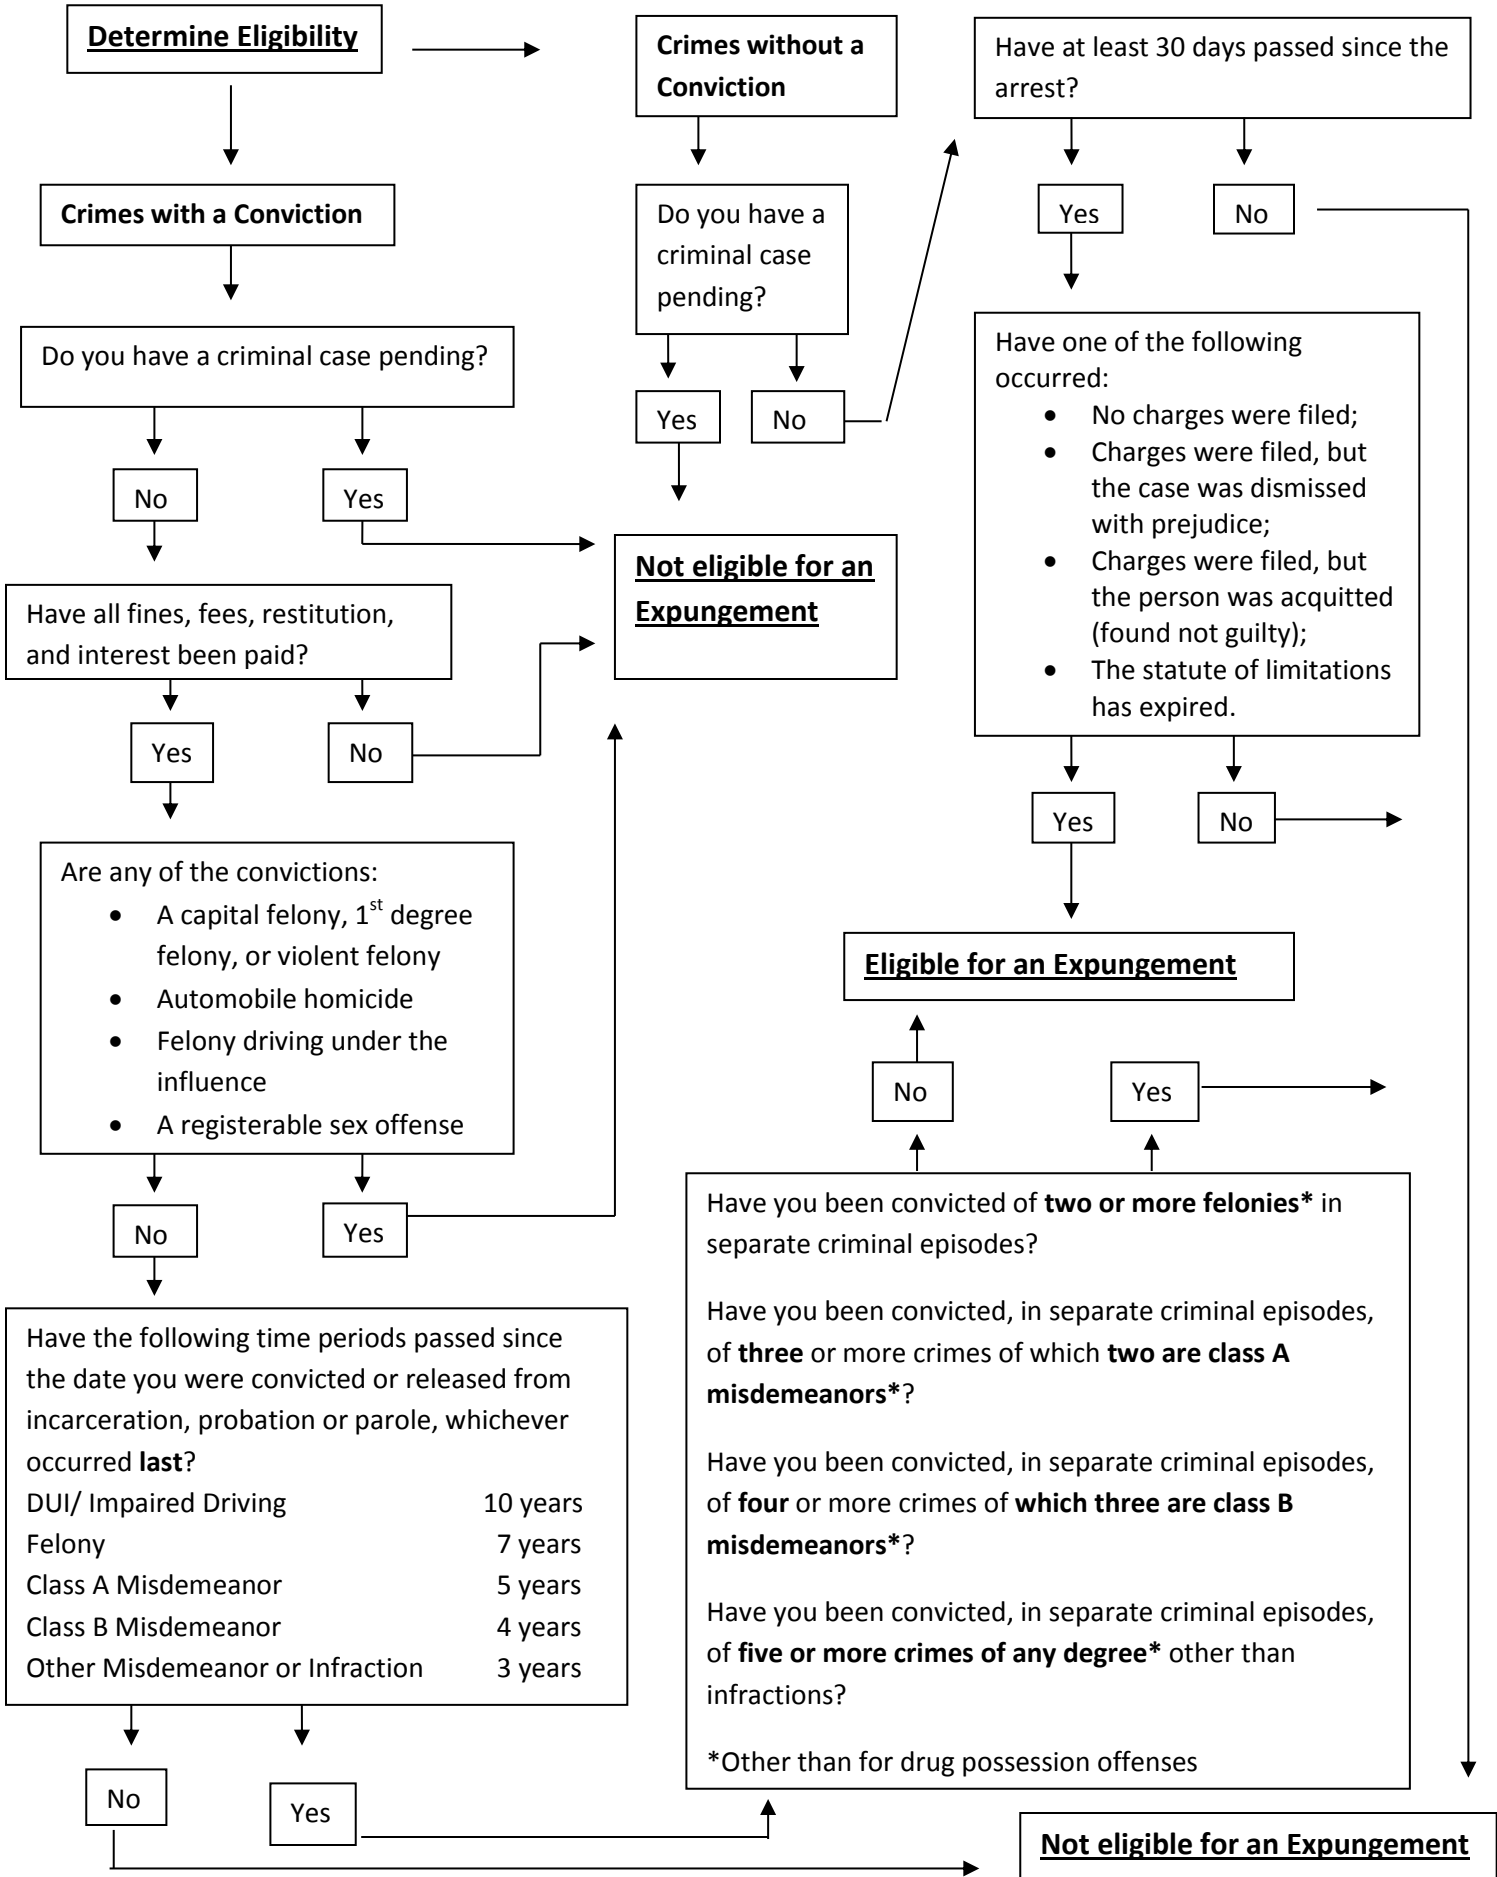 Determine Eligibility
Crimes with a Conviction
Do you have a criminal case pending?
No
Yes
Have all fines, fees, restitution,
and interest been paid?
Yes
No
Are any of the convictions:
• A capital felony, 1st degree
felony, or violent felony
• Automobile homicide
• Felony driving under the
influence
• A registerable sex offense
No
Yes
Have the following time periods passed since
the date you were convicted or released from
incarceration, probation or parole, whichever
occurred last?
DUI/ Impaired Driving 10 years
Felony 7 years
Class A Misdemeanor 5 years
Class B Misdemeanor 4 years
Other Misdemeanor or Infraction 3 years
No
Yes
Crimes without a
Conviction
Do you have a
criminal case
pending?
Yes
No
Not eligible for an
Expungement
Have at least 30 days passed since the
arrest?
Yes
No
Have one of the following
occurred:
• No charges were filed;
• Charges were filed, but
the case was dismissed
with prejudice;
• Charges were filed, but
the person was acquitted
(found not guilty);
• The statute of limitations
has expired.
Yes
No
Eligible for an Expungement
No
Yes
Have you been convicted of two or more felonies* in
separate criminal episodes?
Have you been convicted, in separate criminal episodes,
of three or more crimes of which two are class A
misdemeanors*?
Have you been convicted, in separate criminal episodes,
of four or more crimes of which three are class B
misdemeanors*?
Have you been convicted, in separate criminal episodes,
of five or more crimes of any degree* other than
infractions?
*Other than for drug possession offenses
Not eligible for an Expungement